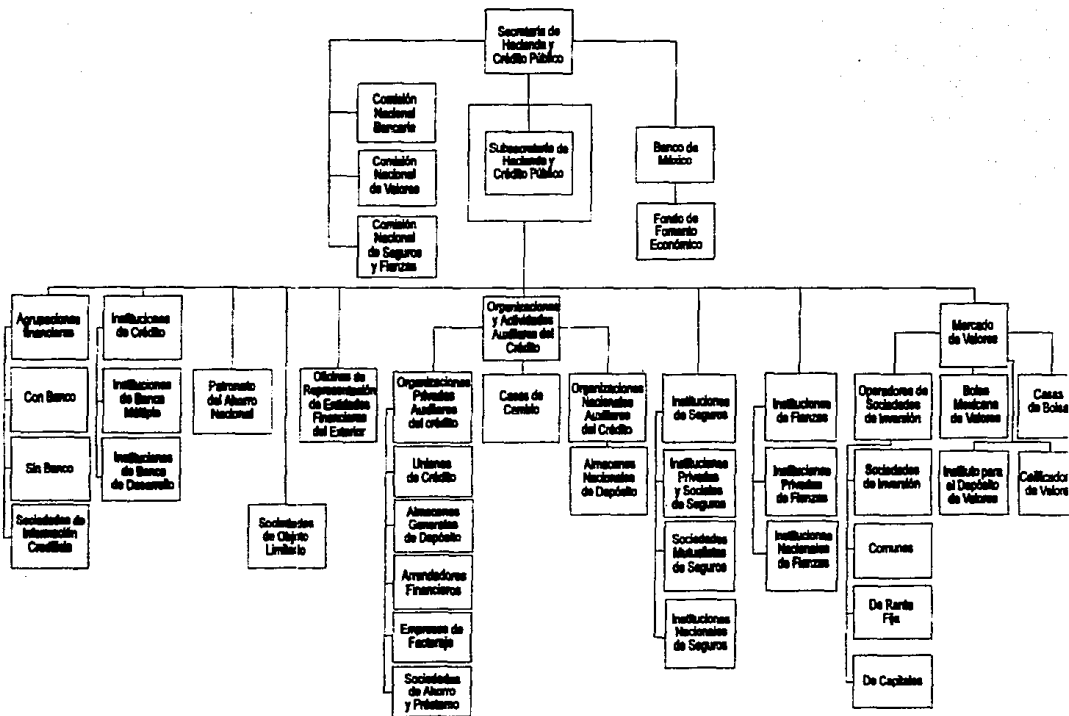 Secretaría de
Hacienda y
Crédito Público
Comisión
Nacional
Bancaria
Comisión
Nacional
de Valores
Comisión
Nacional
de Seguros
y Fianzas
Subsecretaría de
Hacienda y
Crédito Público
Banco de
México
Fondo de
Fomento
Económico
Agrupaciones
financieras
Con Banco
Sin Banco
Sociedades de
Información
Crediticia
Instituciones
de Crédito
Instituciones
de Banca
Múltiple
Instituciones
de Banca
de Desarrollo
Patronato
del Ahorro
Nacional
Sociedades
de Objeto
Limitado
Oficinas de
Representación
de Entidades
Financieras
del Exterior
Organizaciones
y Actividades
Auxiliares del
Crédito
Organizaciones
Privadas
Auxiliares
del crédito
Uniones
de Crédito
Almacenes
Generales
de Depósito
Arrendadores
Financieros
Empresas de
Factoraje
Sociedades
de Ahorro
y Préstamo
Casas de
Cambio
Organizaciones
Nacionales
Auxiliares
del Crédito
Almacenes
Nacionales
de Depósito
Instituciones
de Seguros
Instituciones
Privadas
y Sociales
de Seguros
Sociedades
Mutualistas
de Seguros
Instituciones
Nacionales
de Seguros
Instituciones
de Fianzas
Instituciones
Privadas
de Fianzas
Instituciones
Nacionales
de Fianzas
Mercado
de Valores
Operadores de
Sociedades
de Inversión
Sociedades
de Inversión
Comunes
De Renta
Fija
De Capitales
Bolsa
Mexicana
de Valores
Instituto para
el Depósito
de Valores
Casas
de Bolsa
Calificador
de Valore